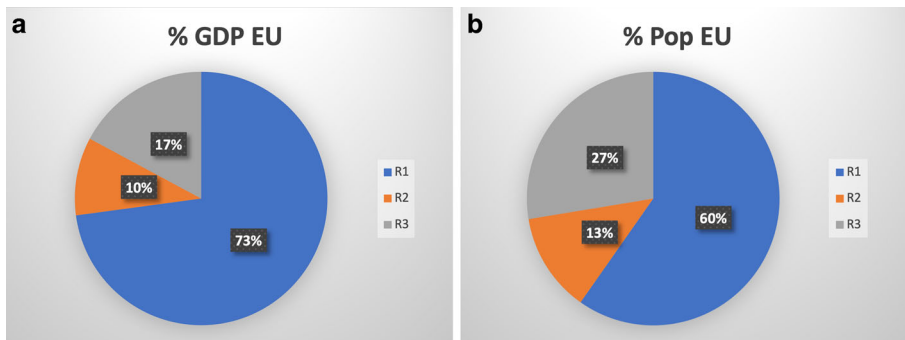 a
% GDP EU
17%
10%
73%
R1
R2
R3
b
% Pop EU
27%
13%
60%
R1
R2
R3